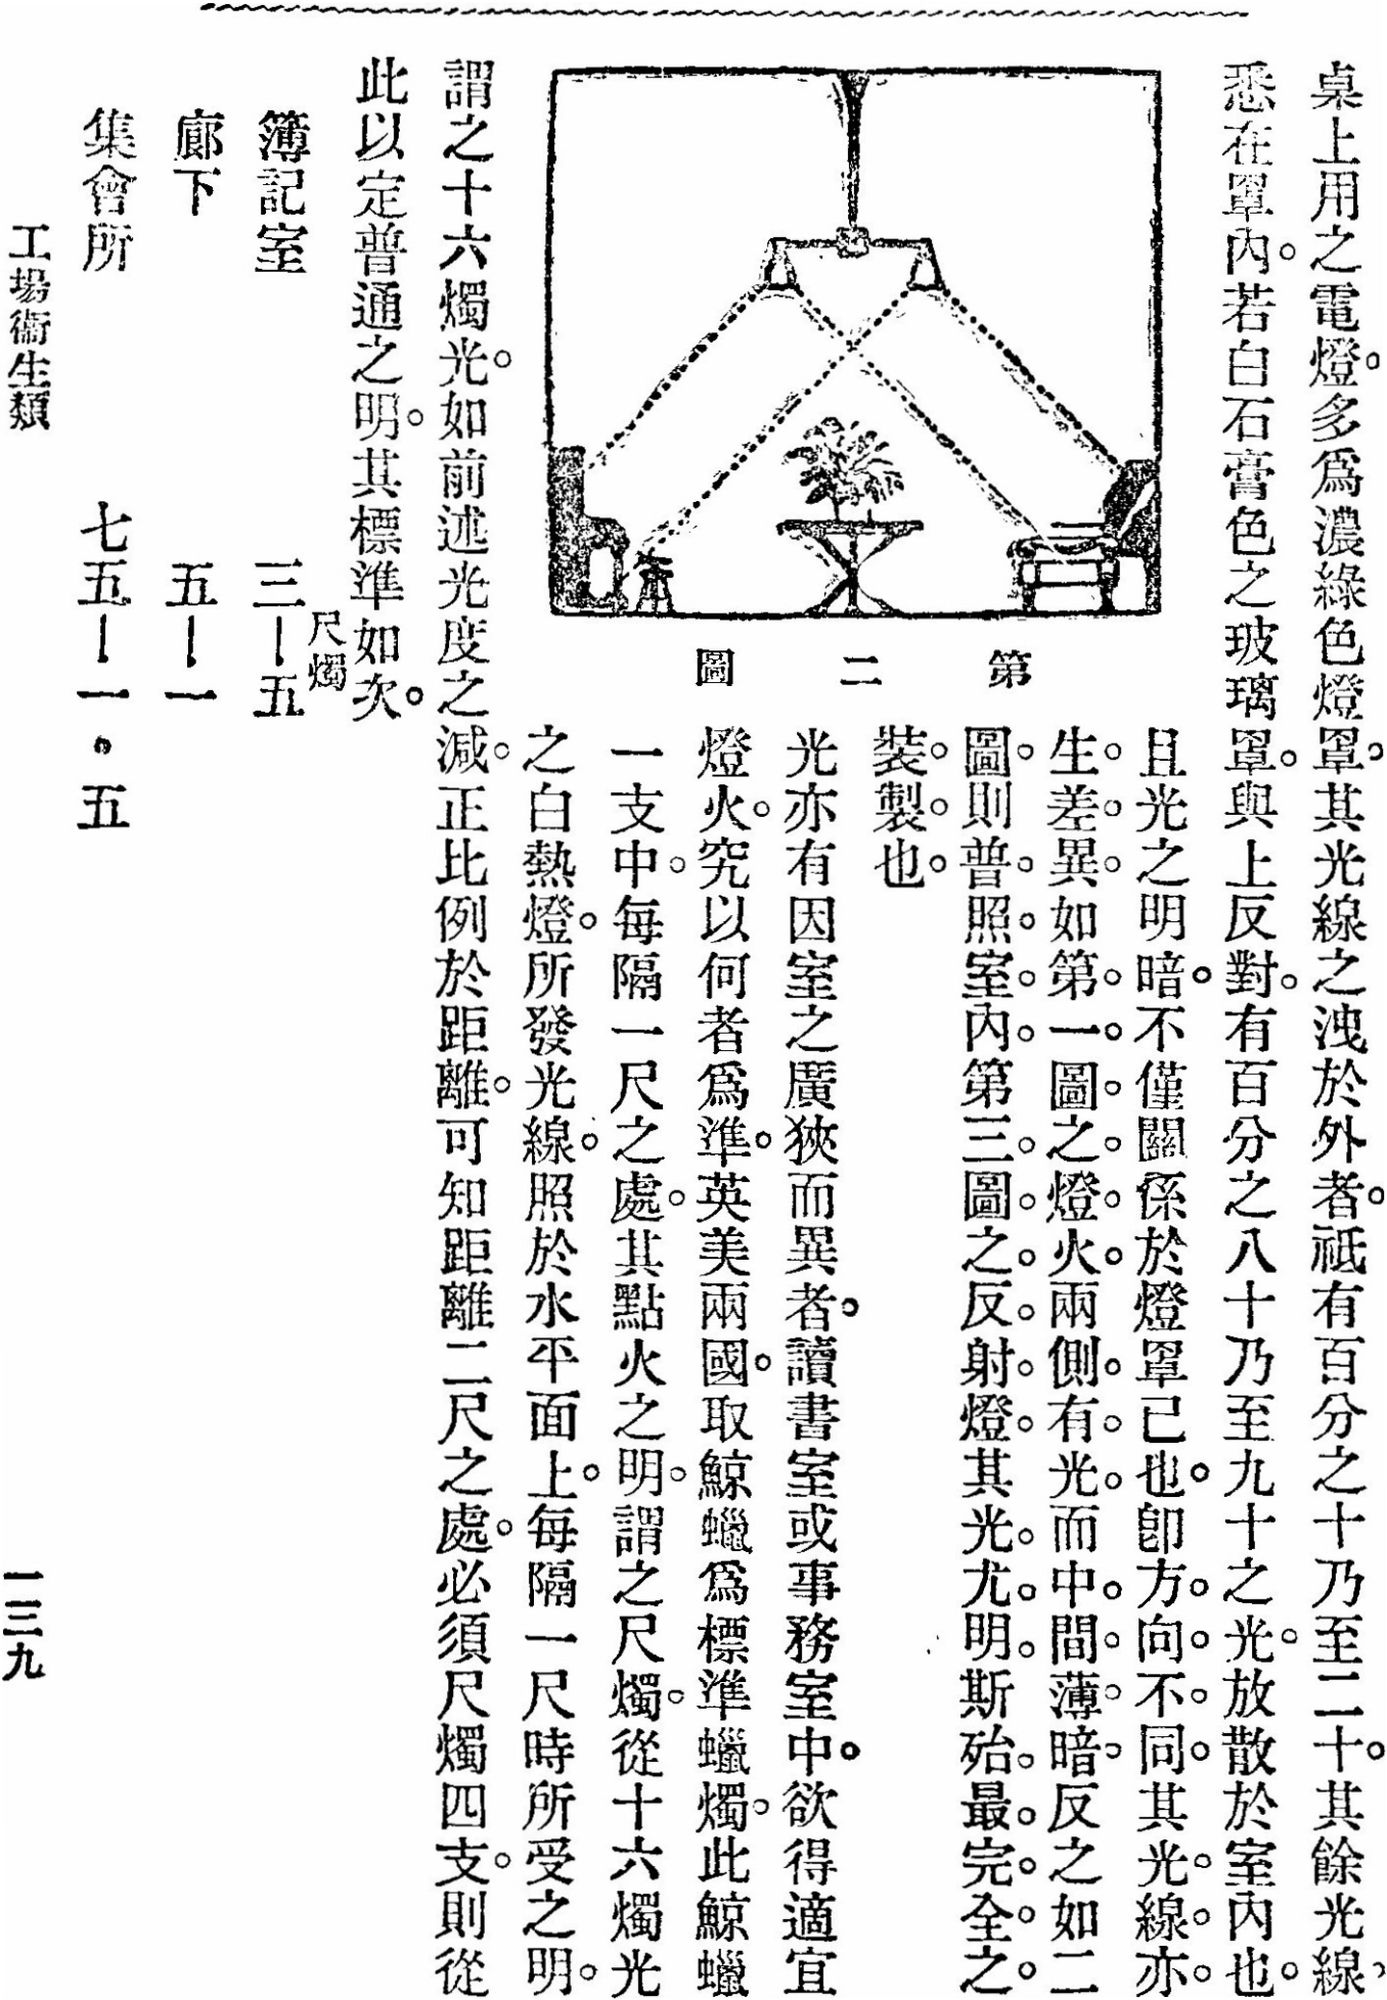 桌上用之電燈。多爲濃綠色燈罩。其光線之洩於外者。祇有百分之十乃至二十。其餘光線,
悉在罩內。若白石膏色之玻璃罩。與上反對。有百分之八十乃至九十之光。放散於室內也。
且光之明暗。不僅關係於燈罩已也。卽方。向。不。同。其光。線。亦。
生。差。異。如第。一。圖。之。燈。火。兩側。有。光。而中。間。薄。暗。反之如二
圖。則普。照。室。內。第三。圖。之。反。射。燈。其光。尤。明。斯殆。最。完。全。之。
裝。製。也。
第二圖
光亦有因室之廣狹而異者。讀書室或事務室中。欲得適宜
燈火。究以何者爲準。英美兩國。取鯨蠟爲標準蠟燭。此鯨蠟
一支中。每隔一尺之處。其點火之明。謂之尺燭。從十六燭光
之白熱燈。所發光線。照於水平面上。每隔一尺時所受之明。
謂之十六燭光。如前述光度之減。正比例於距離。可知距離二尺之處。必須尺燭四支。則從
此以定普通之明。其標準如次。
尺燭
簿記室 三—五
廊下 五—一
集會所 七五—一。五
工場衞生類
一三九